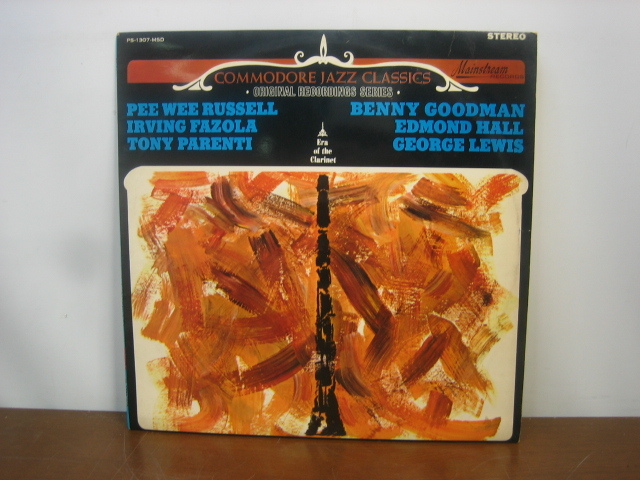 PS-1307-MSD
STEREO
COMMODORE JAZZ CLASSICS
Mainstream
• ORIGINAL RECORDINGS SERIES •
PEE WEE RUSSELL
IRVING FAZOLA
TONY PARENTI
BENNY GOODMAN
EDMOND HALL
GEORGE LEWIS
Era
of the
Clarinet